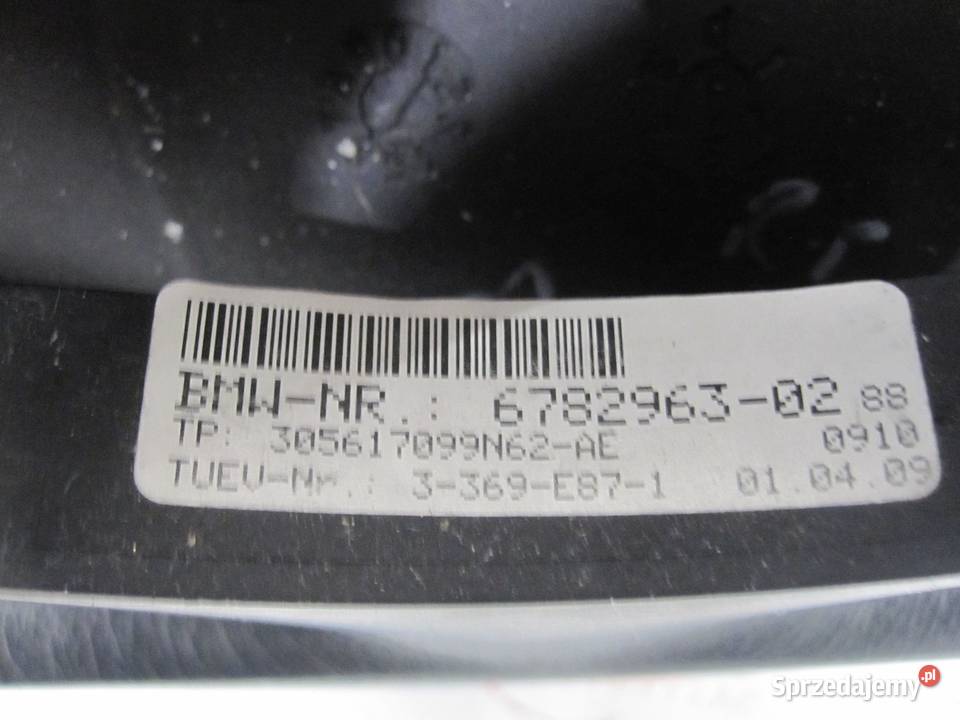 BMW-NR.: 6782963-02 88
TP: 305617099N62-AE 0910
TUEV-Nr.: 3-369-E87-1 01.04.09
Sprzedajemy.pl